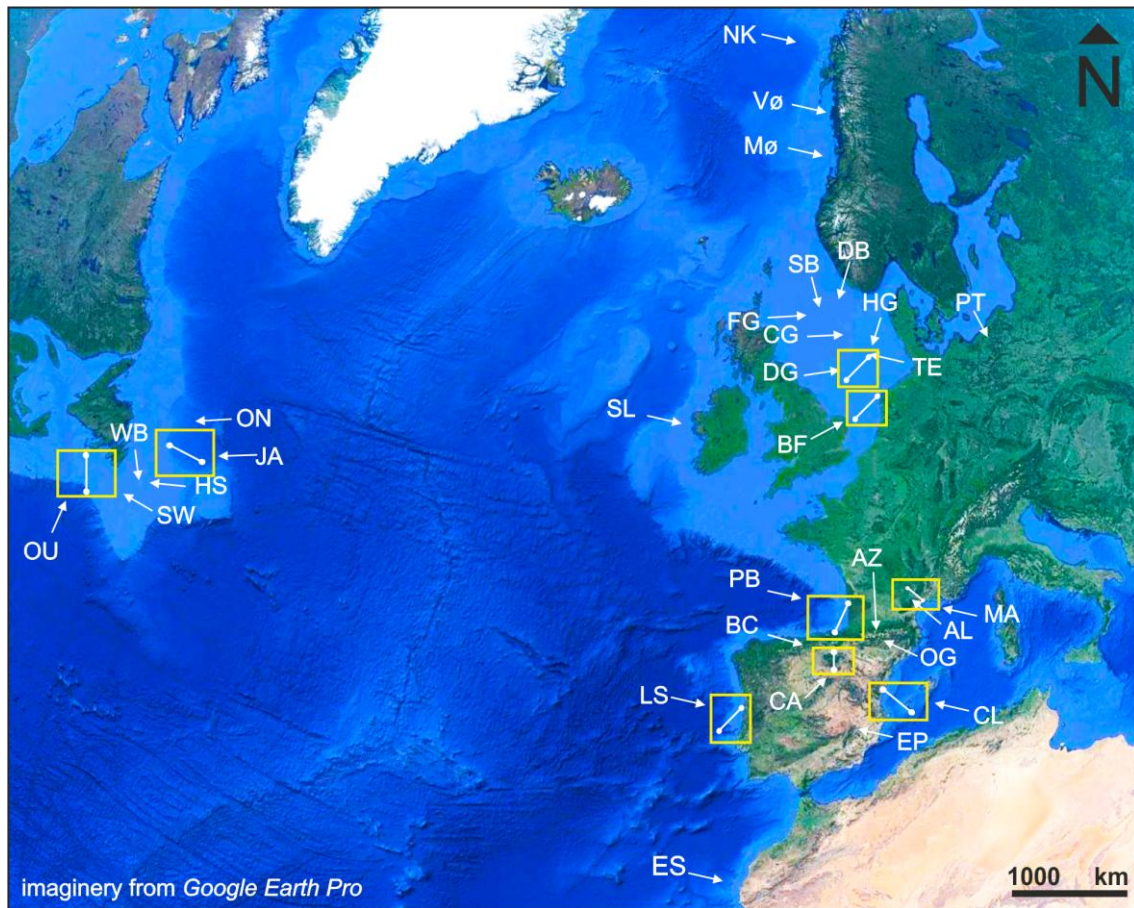 NK
N
Vø
Mø
DB
SB
HG
PT
FG
CG
TE
DG
SL
ON
BF
WB
JA
HS
SW
OU
AZ
PB
MA
BC
AL
OG
LS
CA
CL
EP
ES
1000 km
imaginery from Google Earth Pro